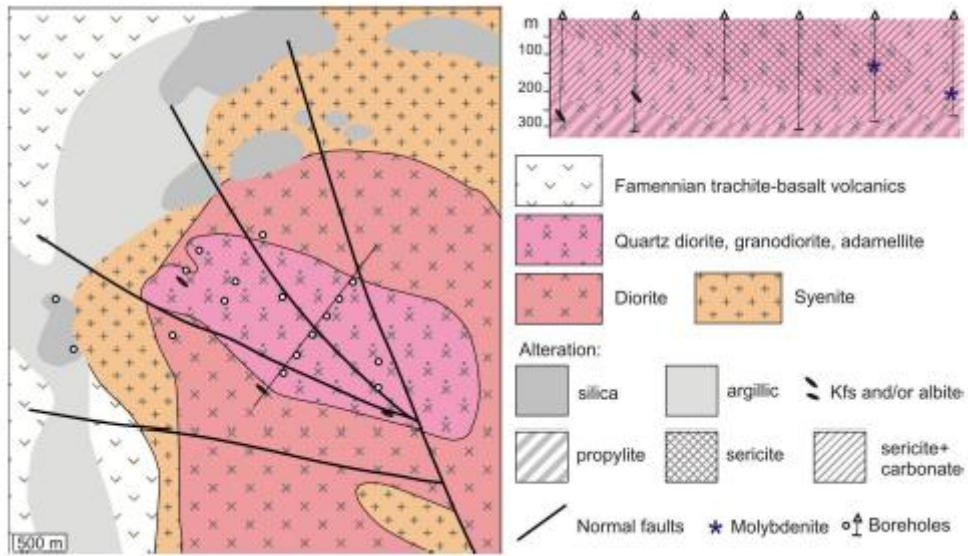 m
100
200
300
Famennian trachite-basalt volcanics
Quartz diorite, granodiorite, adamellite
Diorite
Syenite
Alteration:
silica
argillic
Kfs and/or albite
propylite
sericite
sericite+
carbonate
Normal faults
Molybdenite
Boreholes
500 m